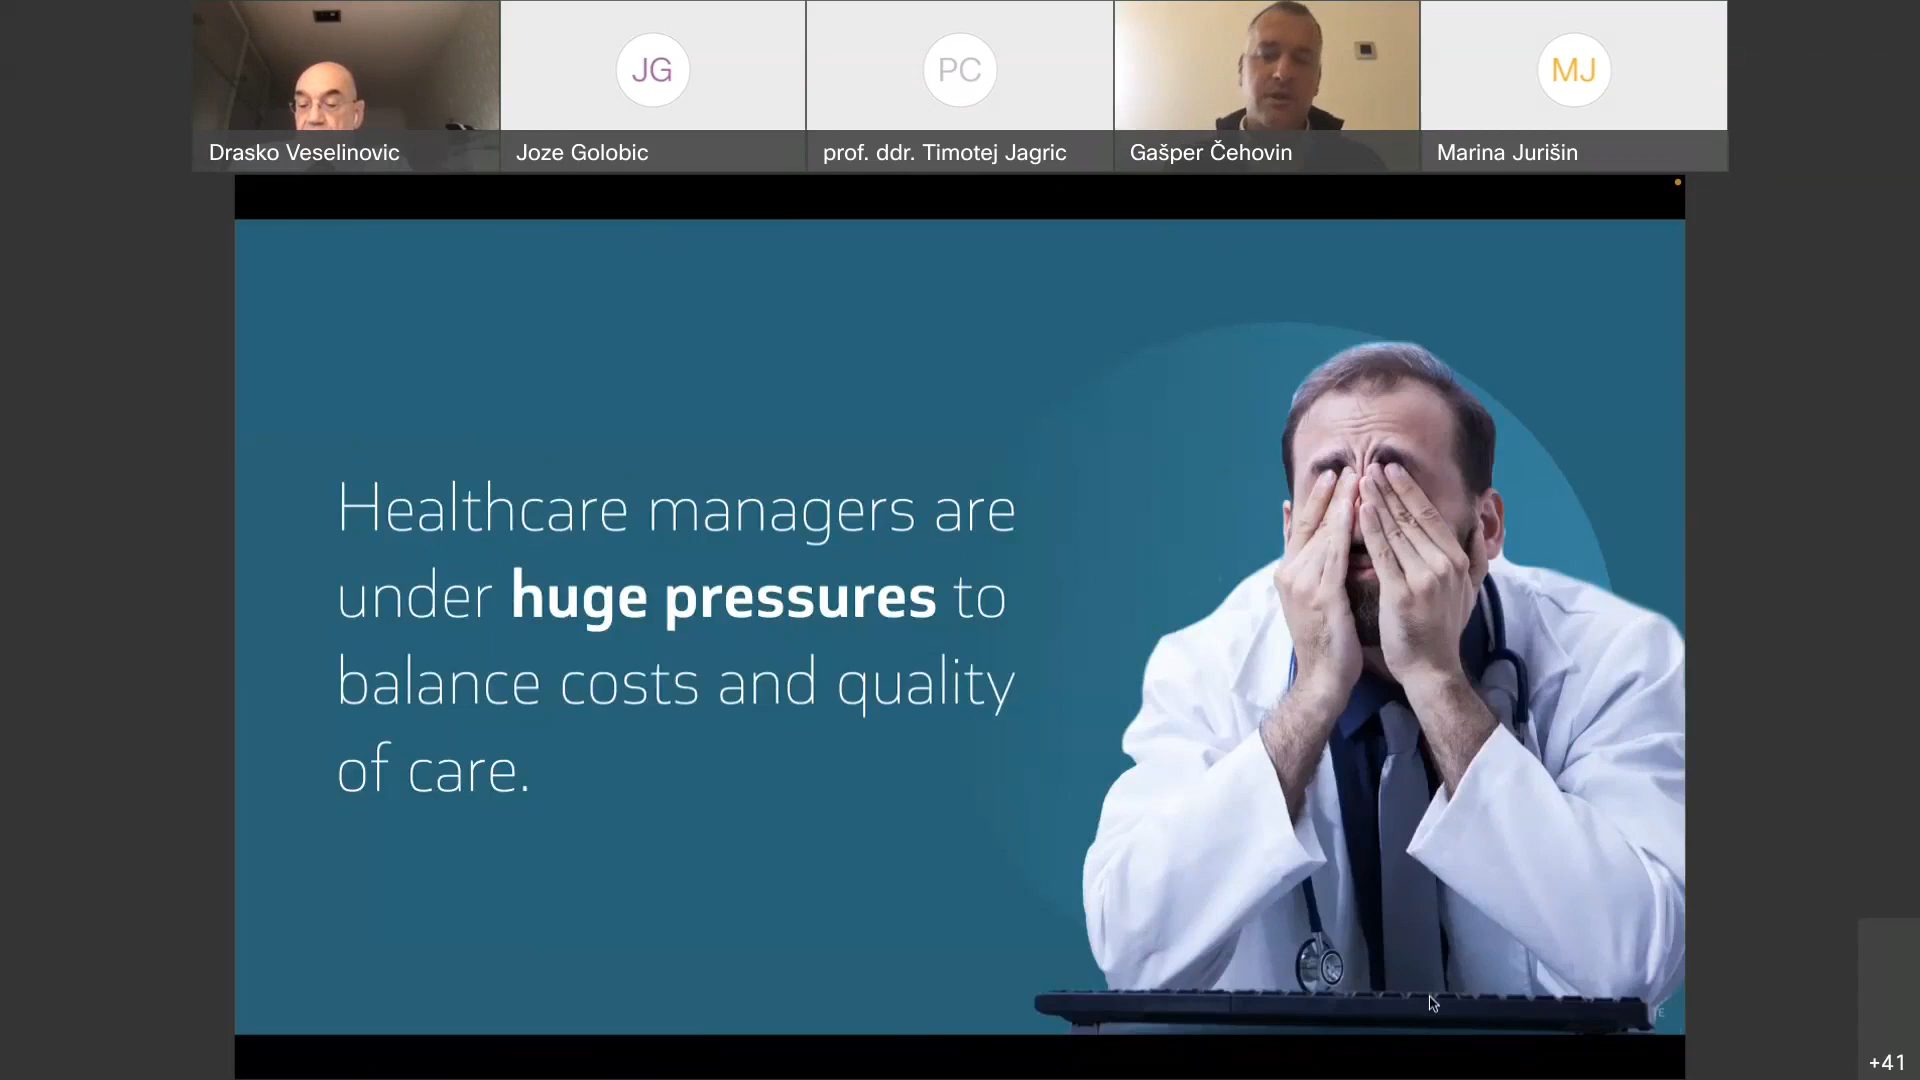 JG
PC
MJ
Drasko Veselinovic
Joze Golobic
prof. ddr. Timotej Jagric
Gašper Čehovin
Marina Jurišin
Healthcare managers are
under huge pressures to
balance costs and quality
of care.
+41